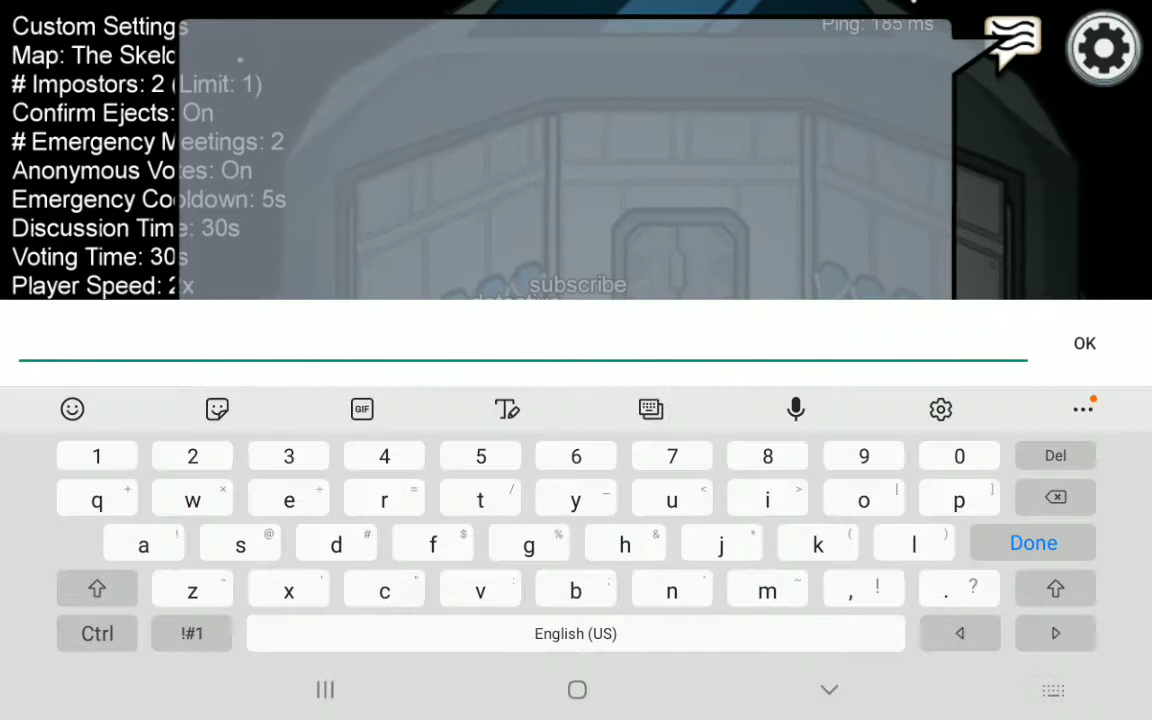 Custom Settings
Ping: 185 ms
Map: The Skeld
# Impostors: 2 (Limit: 1)
Confirm Ejects: On
# Emergency Meetings: 2
Anonymous Votes: On
Emergency Cooldown: 5s
Discussion Time: 30s
Voting Time: 30s
Player Speed: 2x
subscribe
detective
OK
GIF
1 2 3 4 5 6 7 8 9 0 Del
q + w × e ÷ r = t / y _ u < i > o [ p ]
a ! s @ d # f $ g % h & j * k ( l ) Done
z - x ' c " v : b ; n ' m ~ , ! . ?
Ctrl !#1 English (US)